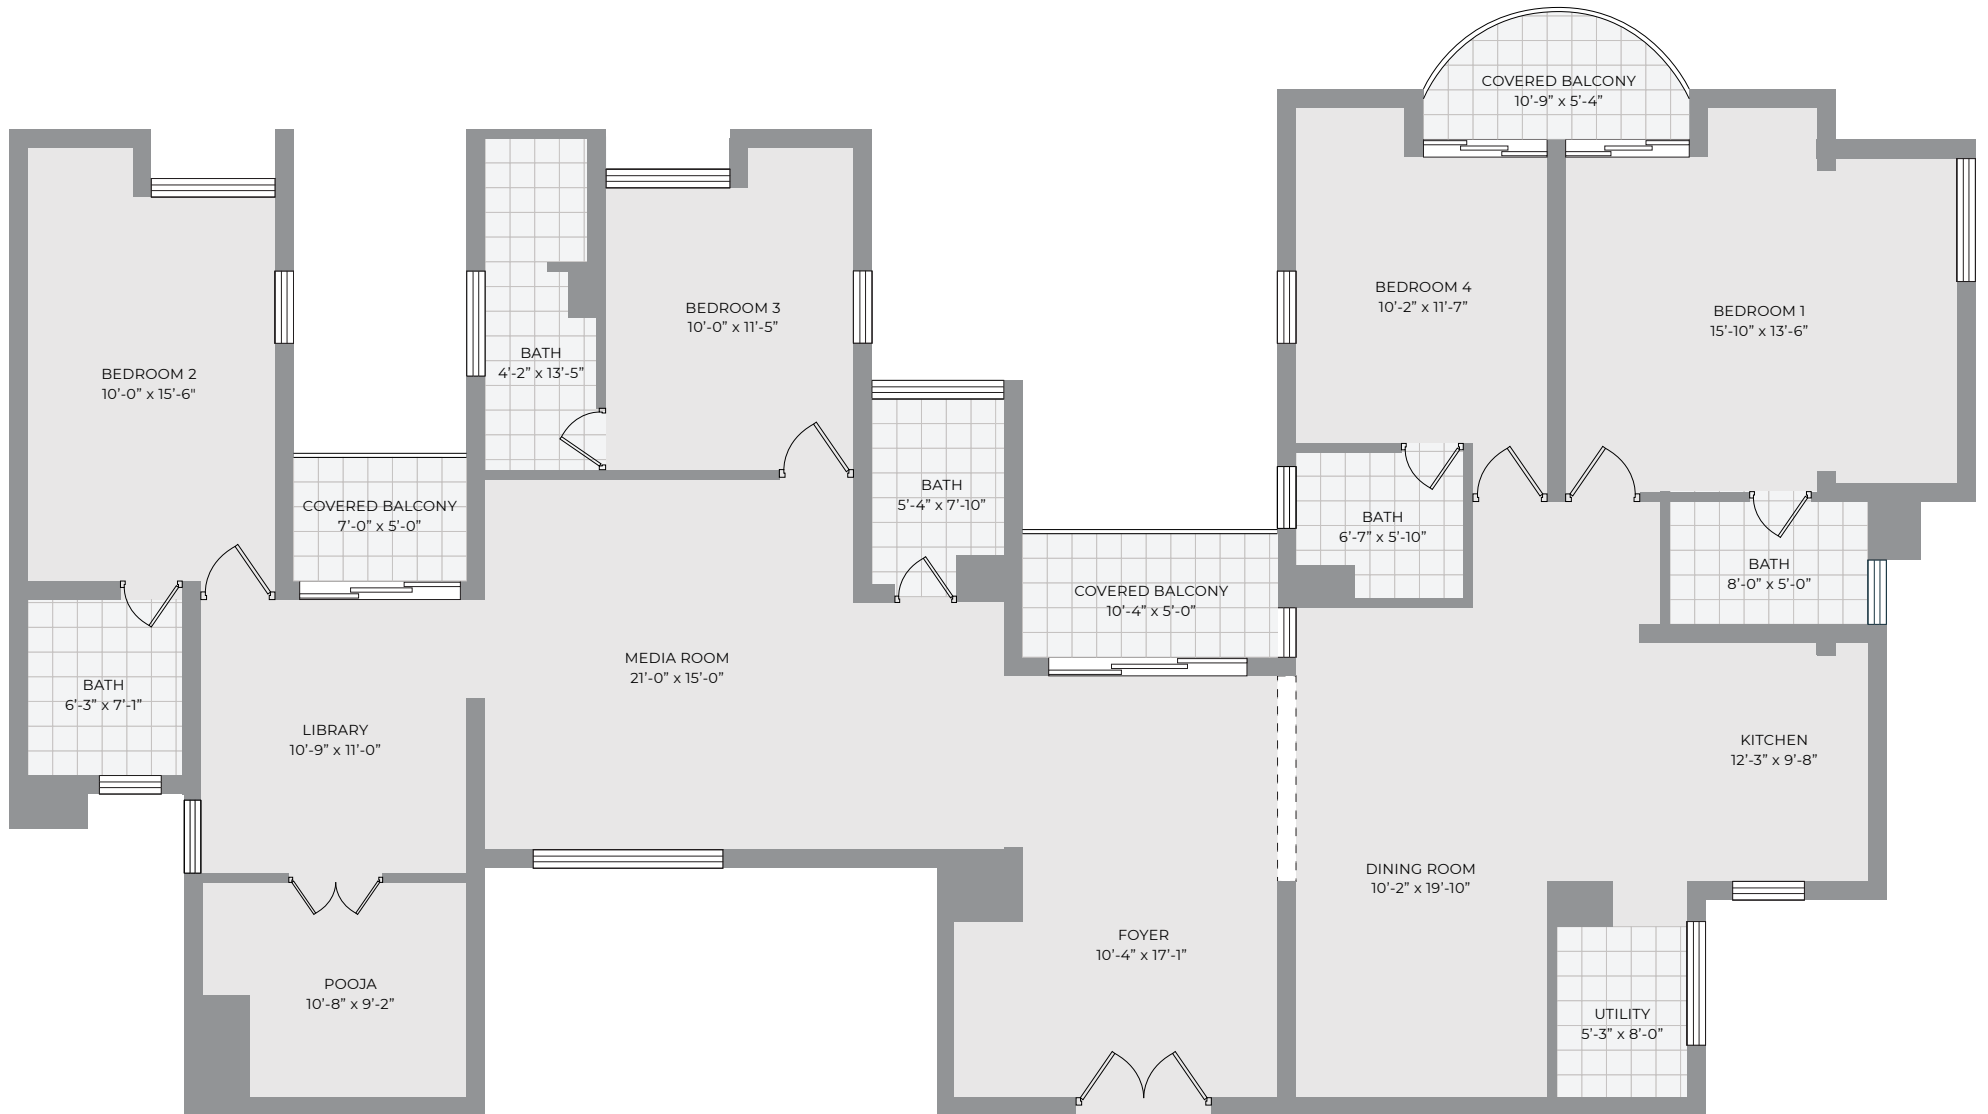 COVERED BALCONY
10’-9” x 5’-4”
BEDROOM 4
10’-2” x 11’-7”
BEDROOM 3
10’-0” x 11’-5”
BEDROOM 1
15’-10” x 13’-6”
BATH
4’-2” x 13’-5”
BEDROOM 2
10’-0” x 15’-6"
BATH
5’-4” x 7’-10”
COVERED BALCONY
7’-0” x 5’-0”
BATH
6’-7” x 5’-10”
BATH
8’-0” x 5’-0”
COVERED BALCONY
10’-4” x 5’-0”
MEDIA ROOM
21’-0” x 15’-0”
BATH
6’-3” x 7’-1”
LIBRARY
10’-9” x 11’-0”
KITCHEN
12’-3” x 9’-8”
DINING ROOM
10’-2” x 19’-10”
FOYER
10’-4” x 17’-1”
POOJA
10’-8” x 9’-2”
UTILITY
5’-3” x 8’-0”